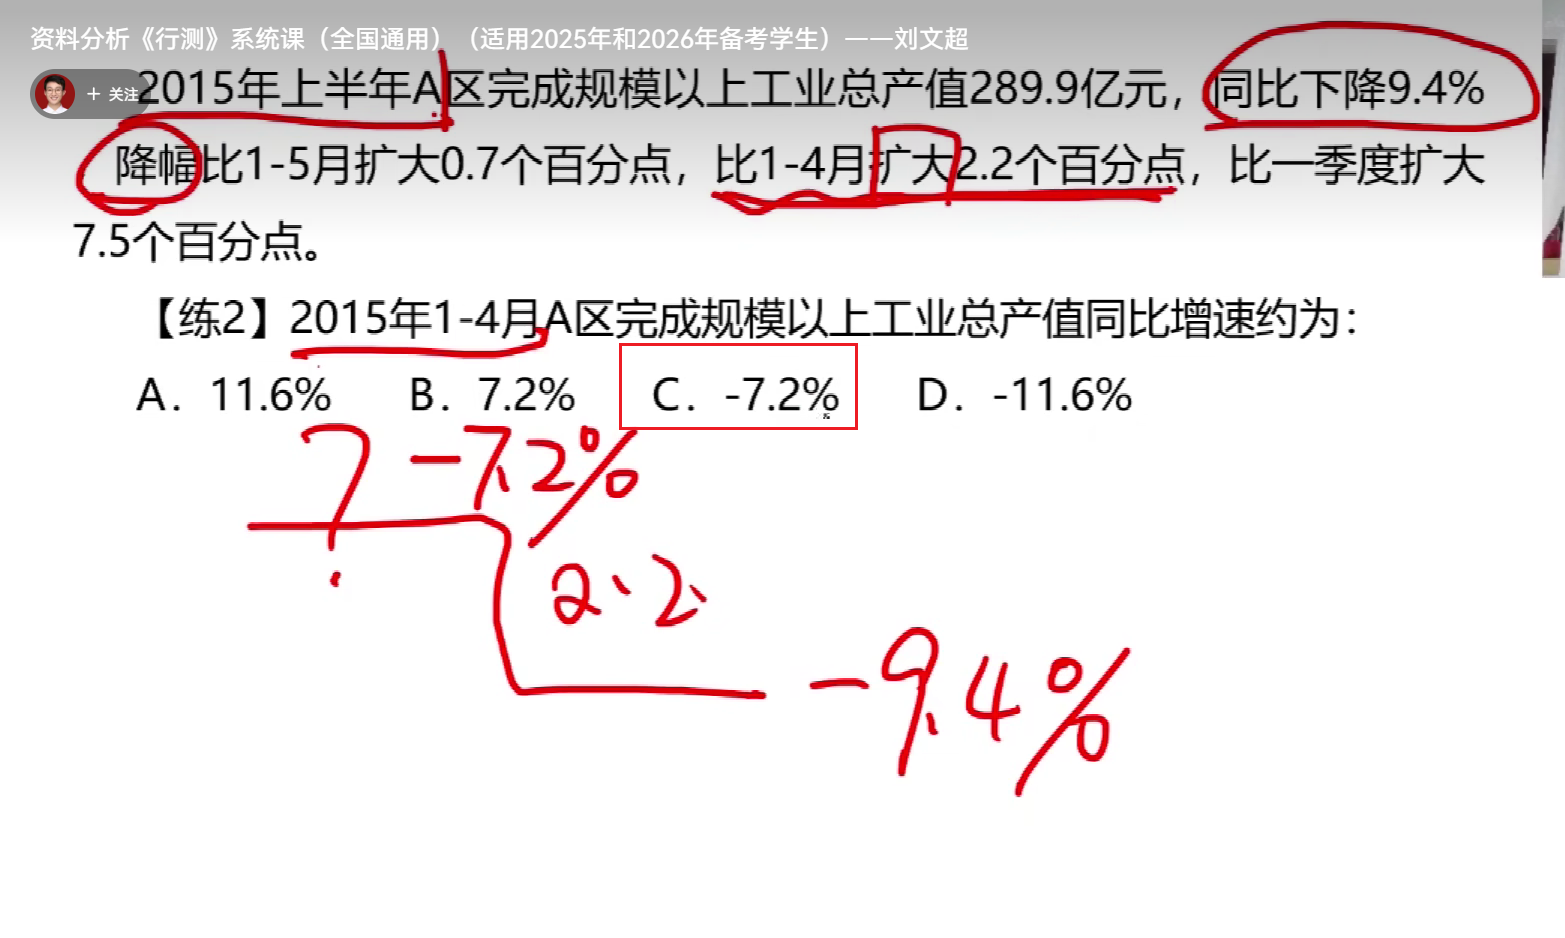 资料分析《行测》系统课（全国通用）（适用2025年和2026年备考学生）——刘文超
+ 关注
2015年上半年A区完成规模以上工业总产值289.9亿元，同比下降9.4%
降幅比1-5月扩大0.7个百分点，比1-4月扩大2.2个百分点，比一季度扩大
7.5个百分点。
【练2】2015年1-4月A区完成规模以上工业总产值同比增速约为：
A．11.6% B．7.2% C．-7.2% D．-11.6%
? -7.2%
2.2
-9.4%